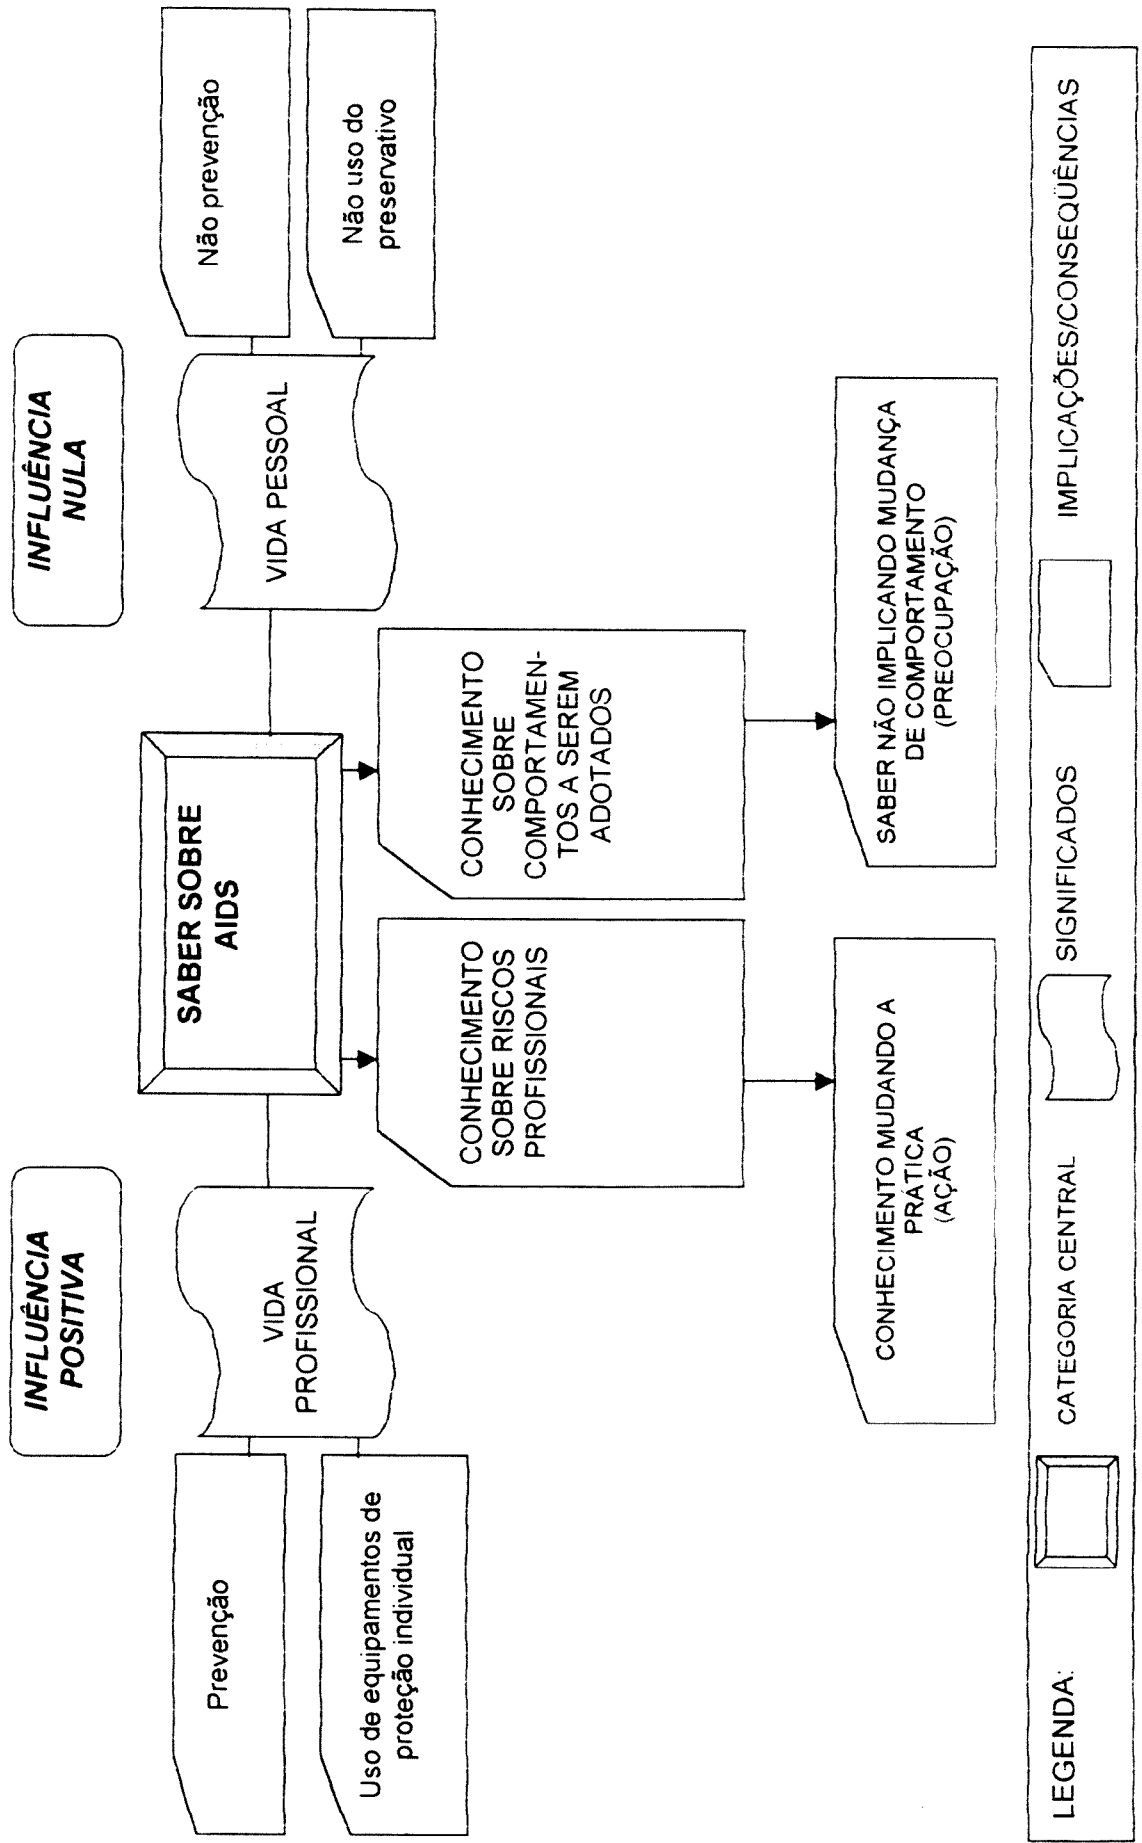 INFLUÊNCIA
POSITIVA
INFLUÊNCIA
NULA
Prevenção
Uso de equipamentos de
proteção individual
VIDA
PROFISSIONAL
SABER SOBRE
AIDS
VIDA PESSOAL
Não prevenção
Não uso do
preservativo
CONHECIMENTO
SOBRE RISCOS
PROFISSIONAIS
CONHECIMENTO
SOBRE
COMPORTAMEN-
TOS A SEREM
ADOTADOS
CONHECIMENTO MUDANDO A
PRÁTICA
(AÇÃO)
SABER NÃO IMPLICANDO MUDANÇA
DE COMPORTAMENTO
(PREOCUPAÇÃO)
LEGENDA:
CATEGORIA CENTRAL
SIGNIFICADOS
IMPLICAÇÕES/CONSEQÜÊNCIAS